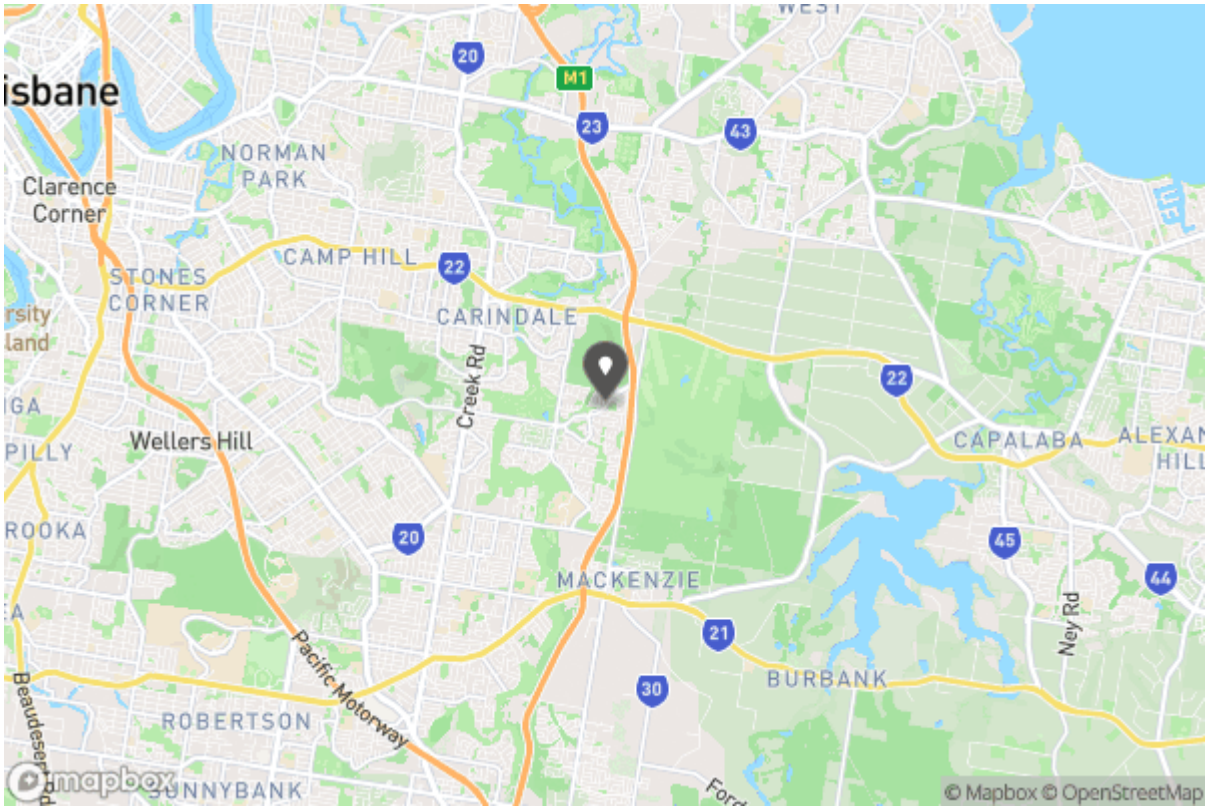 WEST
20
M1
isbane
23
43
NORMAN
PARK
Clarence
Corner
CAMP HILL
22
STONES
CORNER
CARINDALE
rsity
land
Creek Rd
22
Wellers Hill
CAPALABA
ALEXAN
HILL
PILLY
ROOKA
20
45
MACKENZIE
44
21
Ney Rd
Pacific Motorway
30
BURBANK
Beaudesert Rd
ROBERTSON
mapbox
SUNNYBANK
Ford
© Mapbox © OpenStreetMap